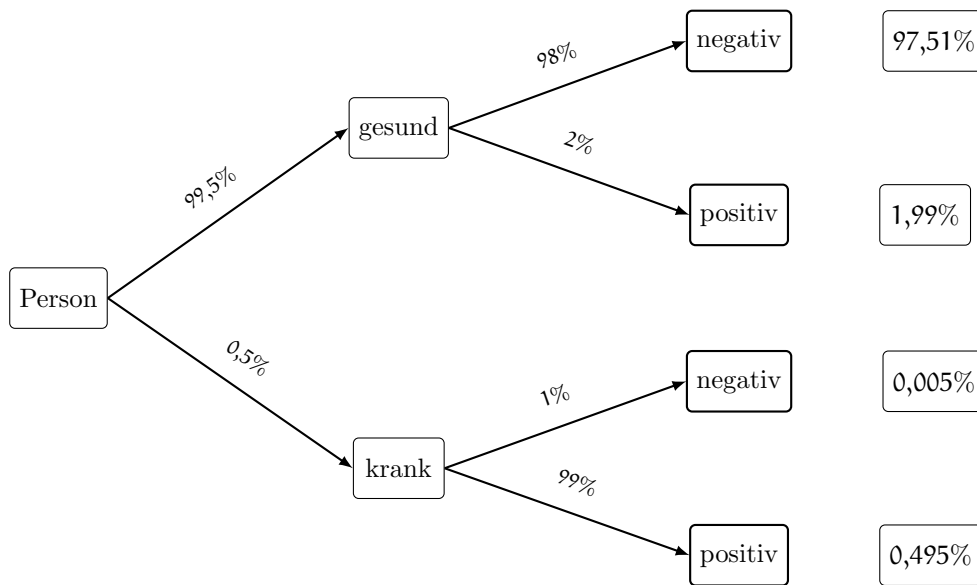 negativ 97,51%
98%
gesund
2%
99,5%
positiv 1,99%
Person
0,5%
negativ 0,005%
1%
krank
99%
positiv 0,495%